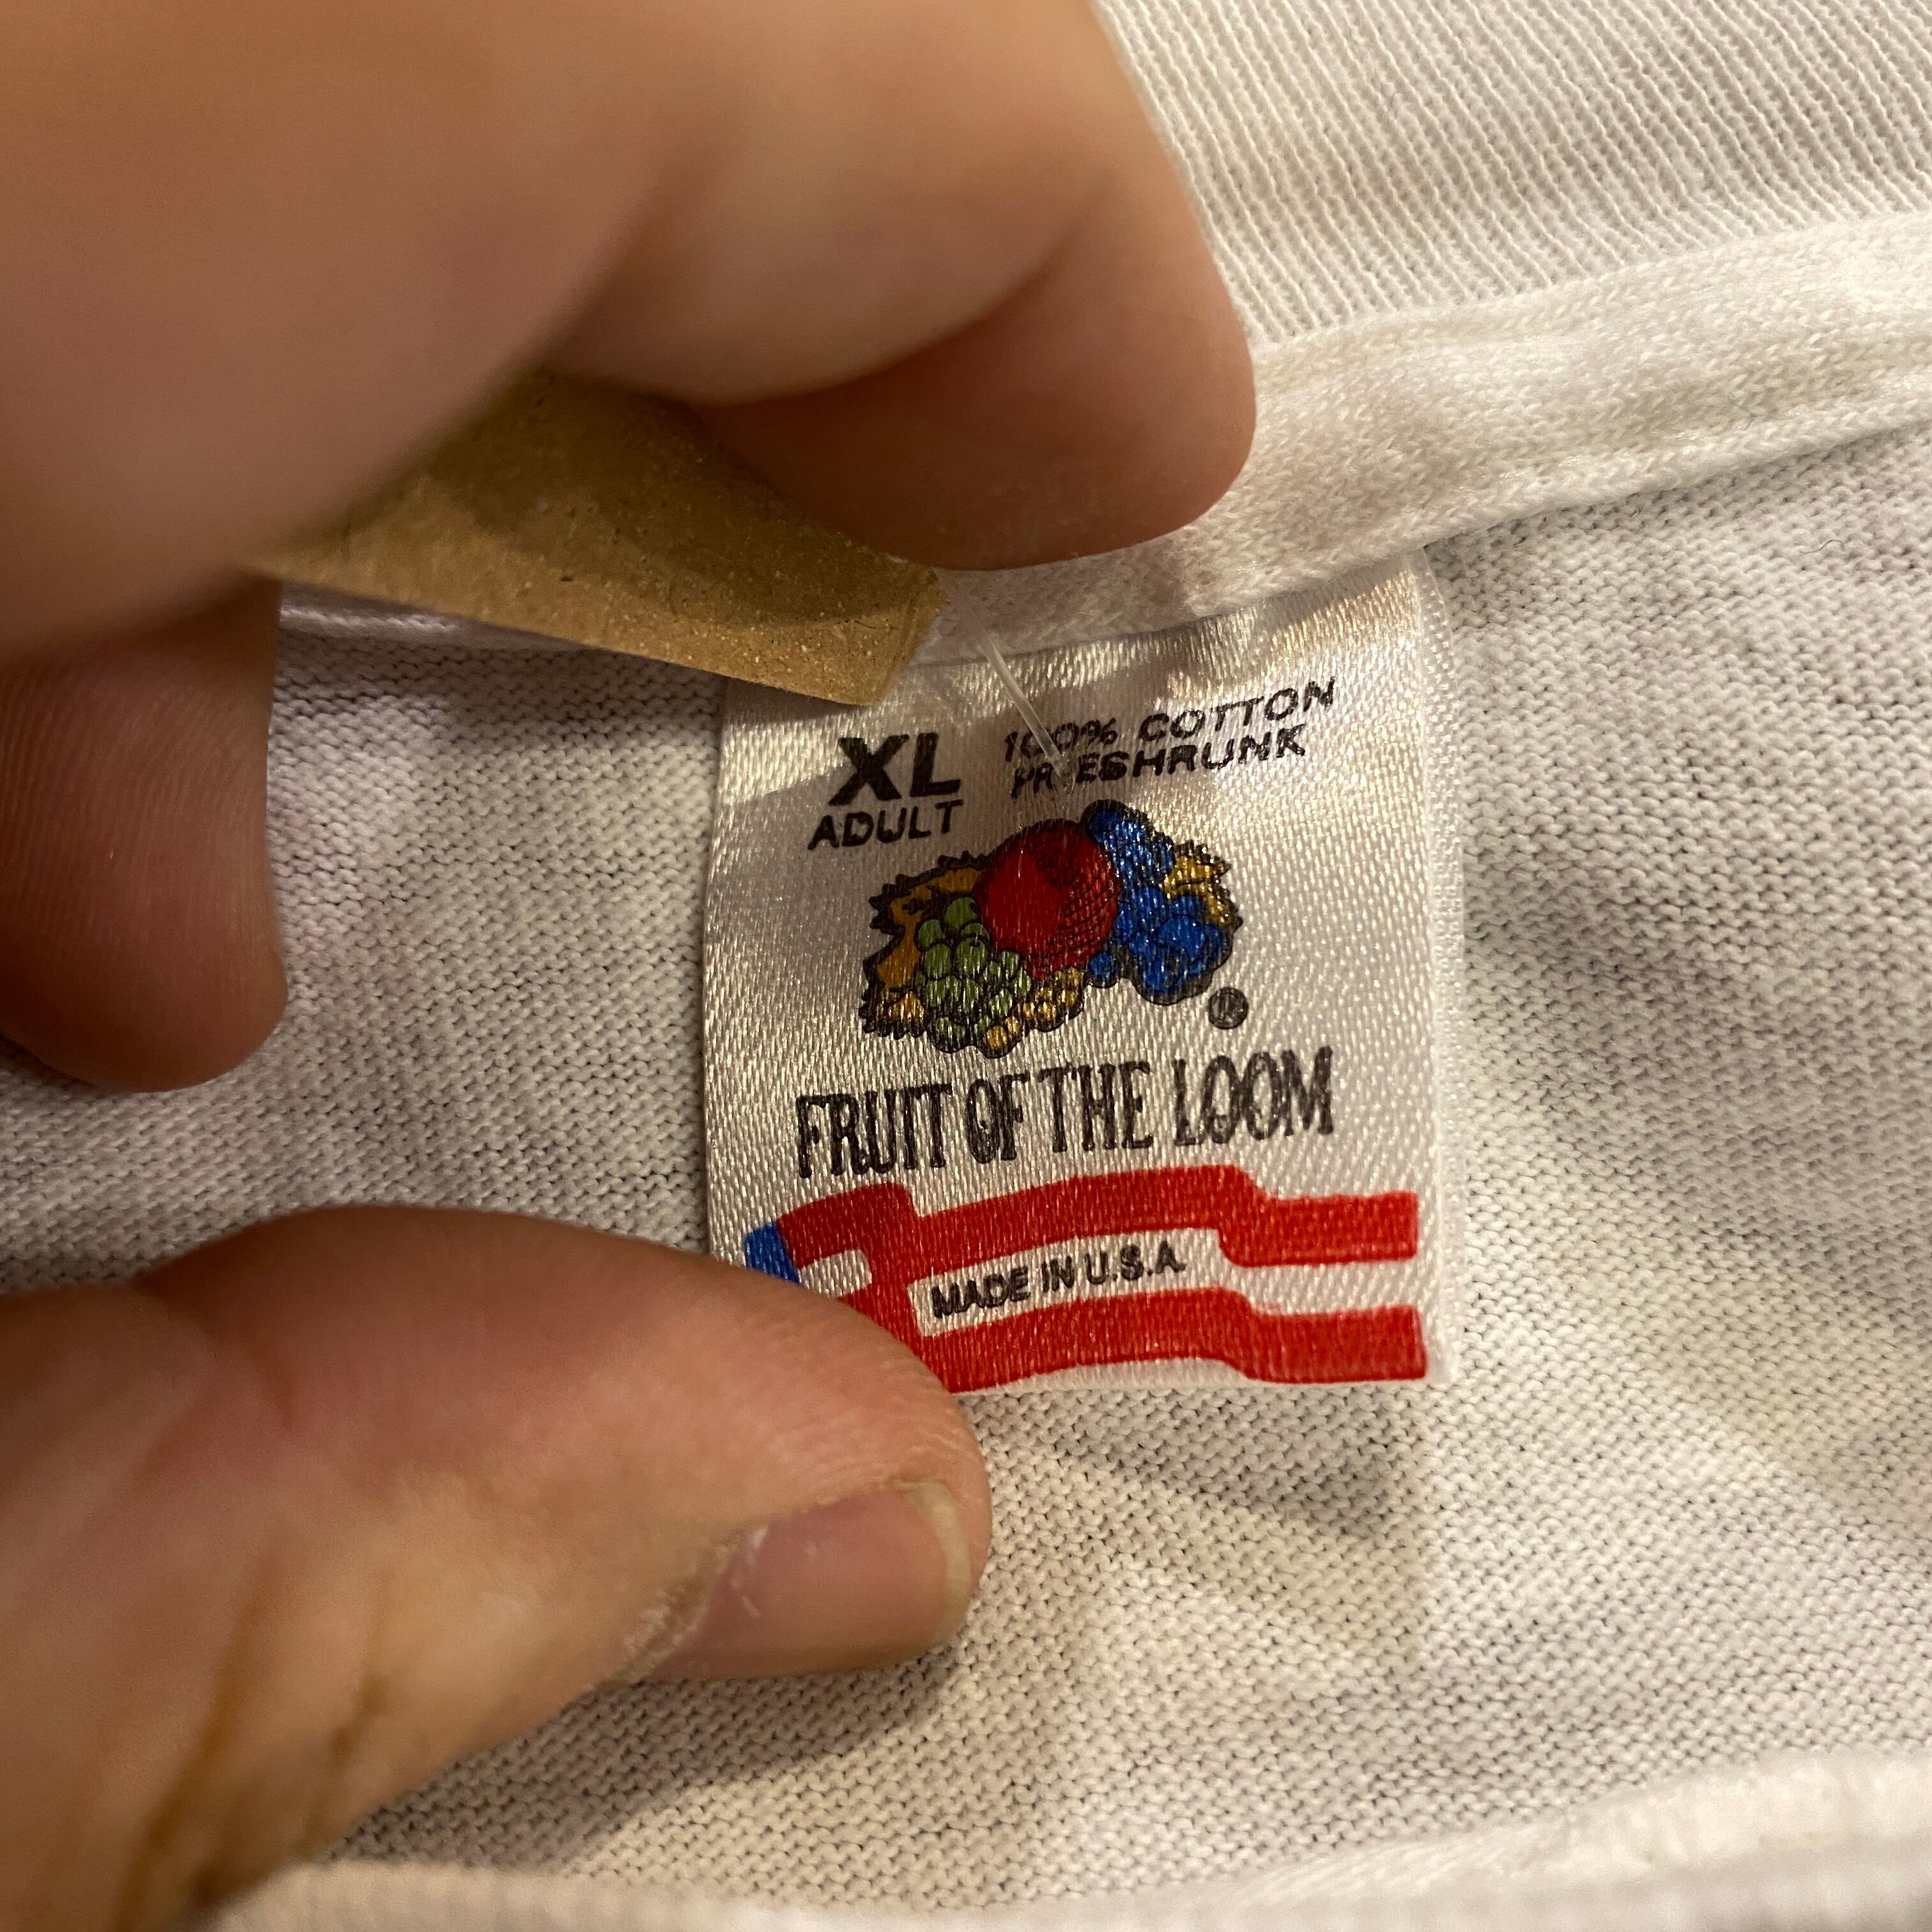 XL
ADULT
100% COTTON
PRESHRUNK
®
FRUIT OF THE LOOM
MADE IN U.S.A.